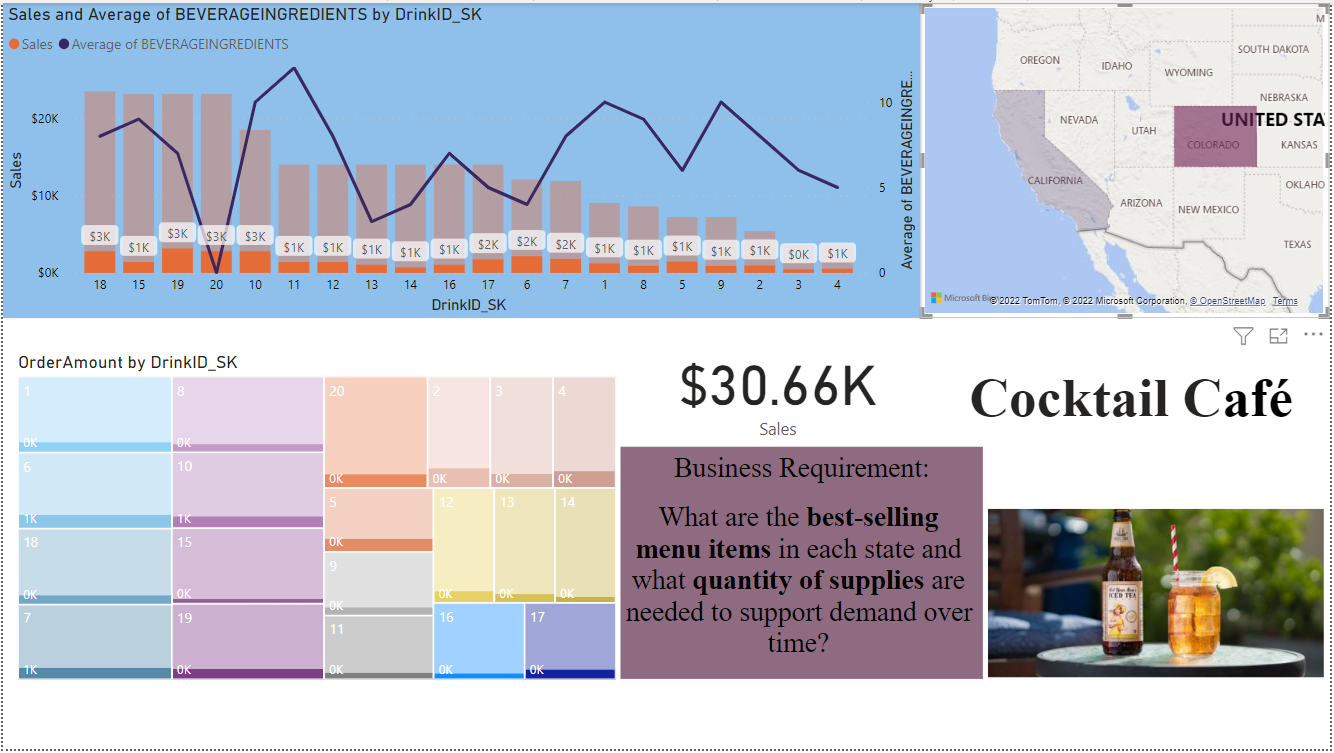 Sales and Average of BEVERAGEINGREDIENTS by DrinkID_SK
Sales Average of BEVERAGEINGREDIENTS
$20K
$10K
$0K
Sales
10
5
0
Average of BEVERAGEINGRE...
$3K $1K $3K $3K $3K $1K $1K $1K $1K $1K $2K $2K $2K $1K $1K $1K $1K $1K $0K $1K
18 15 19 20 10 11 12 13 14 16 17 6 7 1 8 5 9 2 3 4
DrinkID_SK
M
SOUTH DAKOTA
OREGON
IDAHO
WYOMING
NEBRASKA
UNITED STA
NEVADA
UTAH
COLORADO
KANSAS
CALIFORNIA
OKLAHO
ARIZONA
NEW MEXICO
TEXAS
Microsoft Bi
© 2022 TomTom, © 2022 Microsoft Corporation, © OpenStreetMap Terms
OrderAmount by DrinkID_SK
1
0K
6
1K
18
0K
7
1K
8
0K
10
1K
15
0K
19
0K
20
0K
2
0K
3
0K
4
0K
5
0K
9
0K
11
0K
12
0K
13
0K
14
0K
16
0K
17
0K
$30.66K
Sales
Business Requirement:
What are the best-selling
menu items in each state and
what quantity of supplies are
needed to support demand over
time?
Cocktail Café
ICED TEA